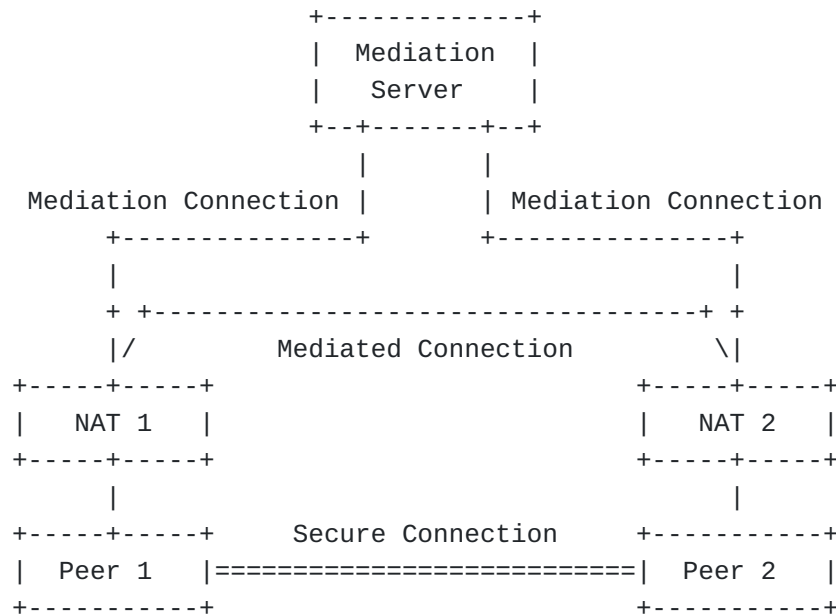 Mediation
Server
Mediation Connection Mediation Connection
Mediated Connection
NAT 1 NAT 2
Secure Connection
Peer 1 Peer 2